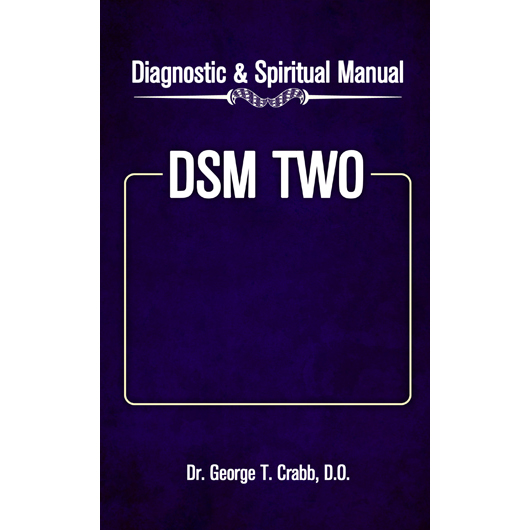 Diagnostic & Spiritual Manual
DSM TWO
Dr. George T. Crabb, D.O.